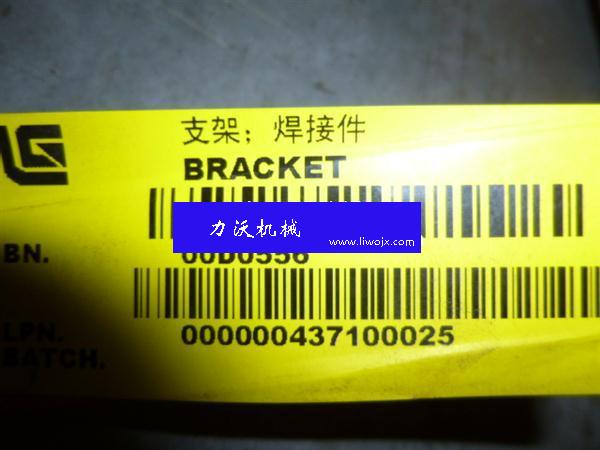 支架; 焊接件
BRACKET
力沃机械
www.liwojx.com
BN. 00D0556
LPN. 000000437100025
BATCH.